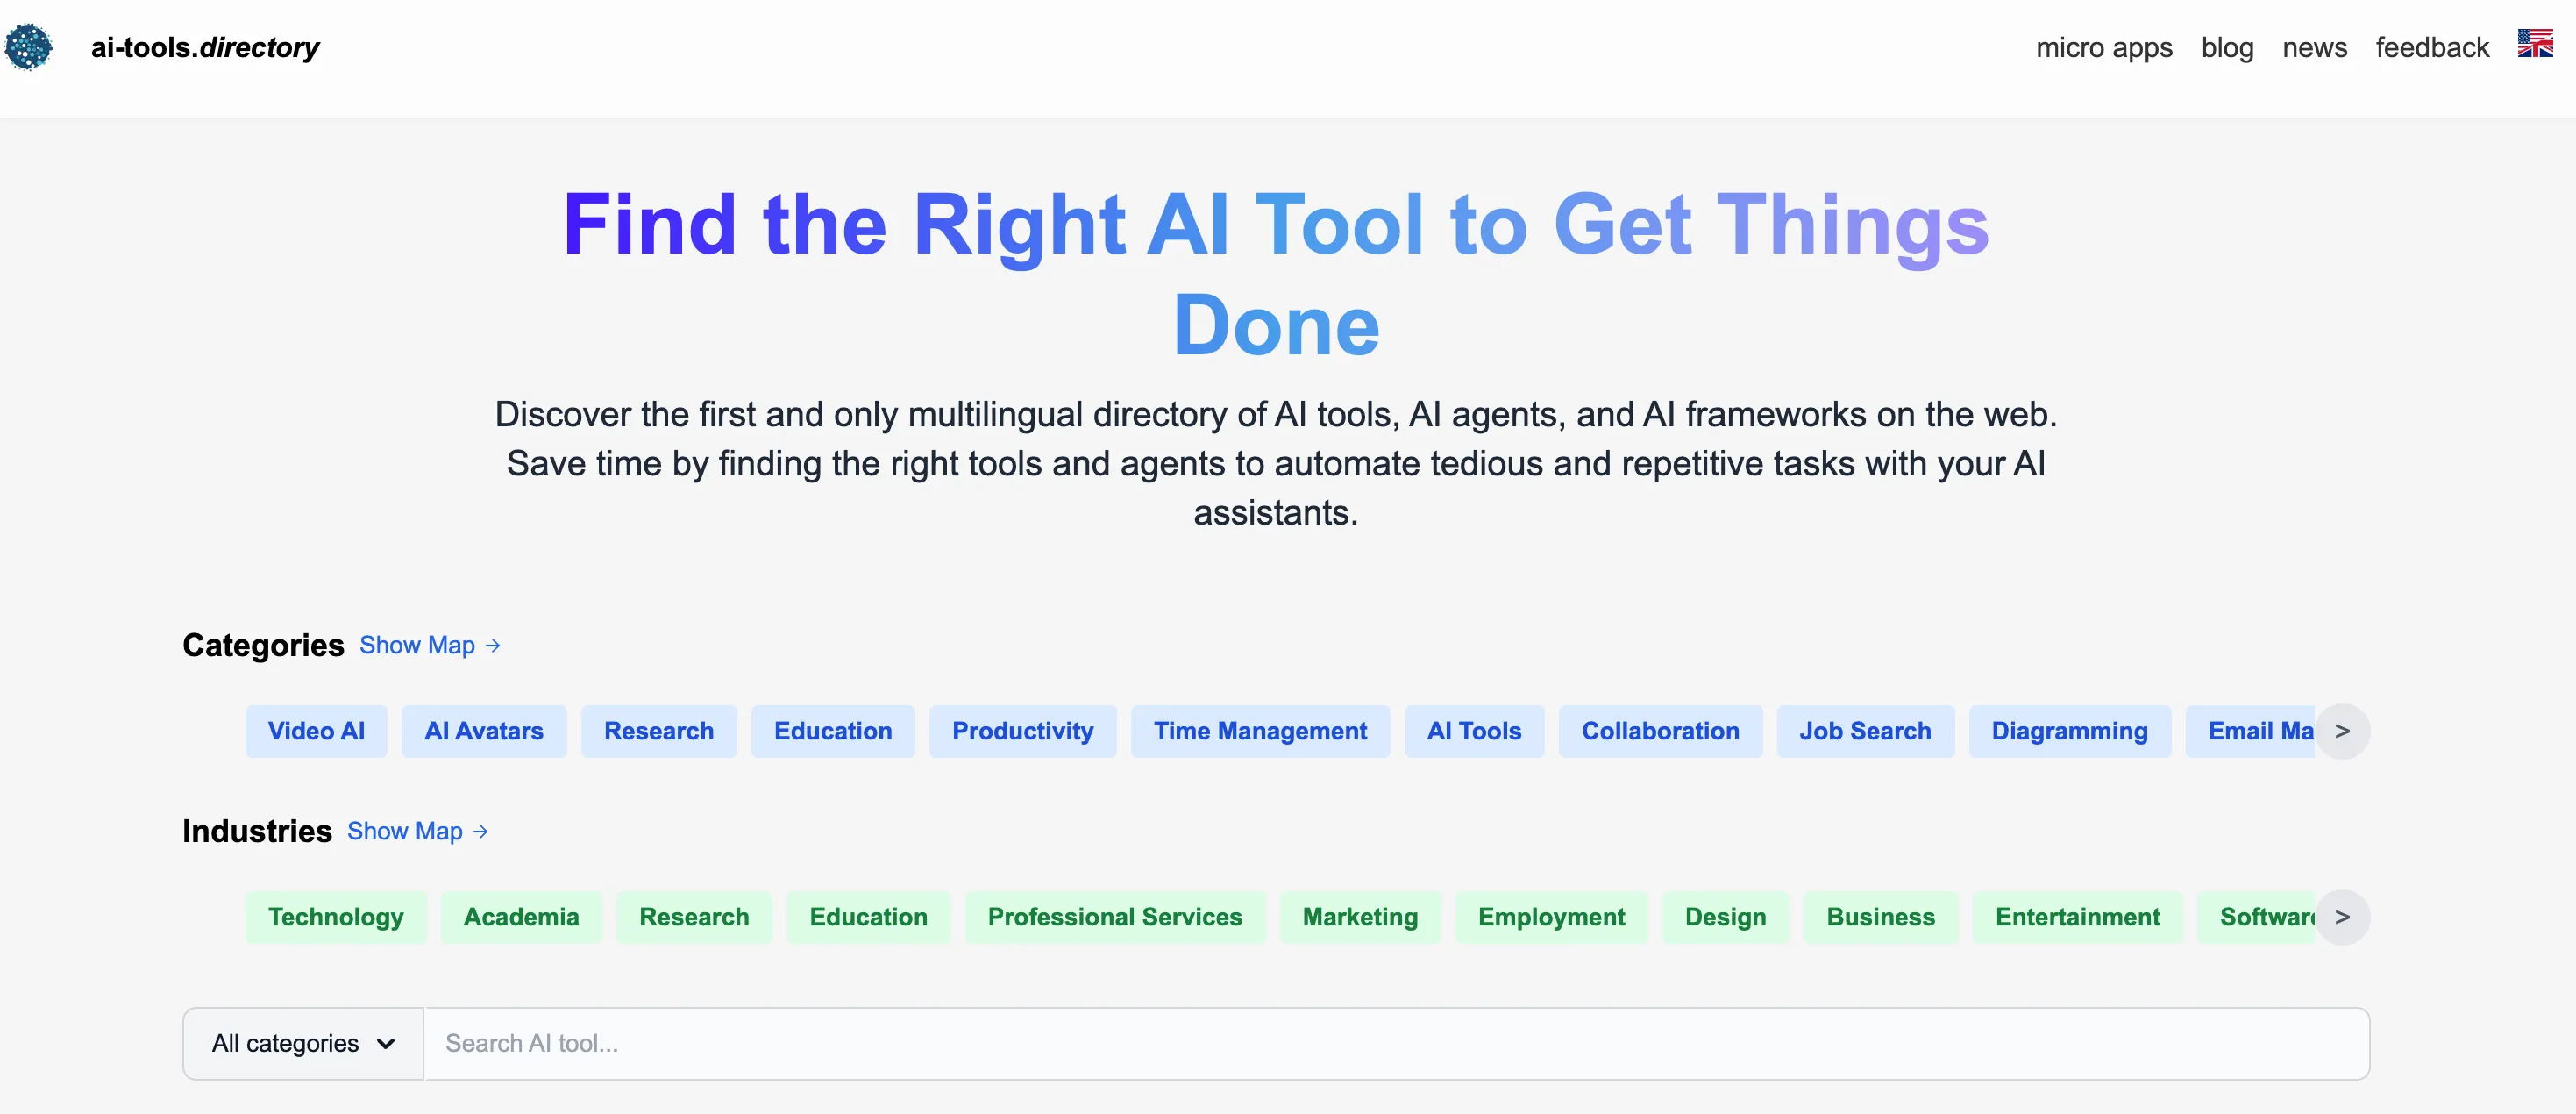 ai-tools.directory
micro apps blog news feedback
Find the Right AI Tool to Get Things
Done
Discover the first and only multilingual directory of AI tools, AI agents, and AI frameworks on the web.
Save time by finding the right tools and agents to automate tedious and repetitive tasks with your AI
assistants.
Categories Show Map →
Video AI AI Avatars Research Education Productivity Time Management AI Tools Collaboration Job Search Diagramming Email Ma >
Industries Show Map →
Technology Academia Research Education Professional Services Marketing Employment Design Business Entertainment Software >
All categories Search AI tool...